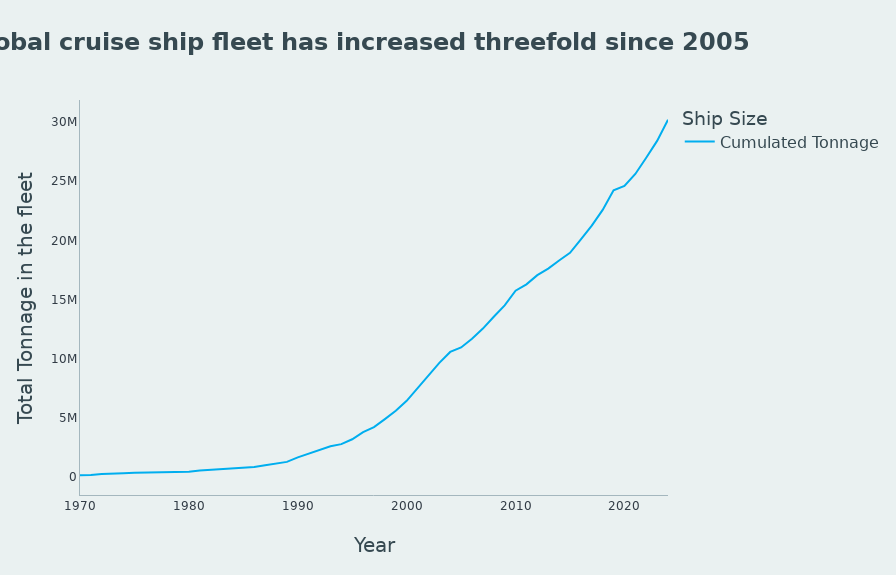 obal cruise ship fleet has increased threefold since 2005
Ship Size
Cumulated Tonnage
Total Tonnage in the fleet
30M
25M
20M
15M
10M
5M
0
1970 1980 1990 2000 2010 2020
Year